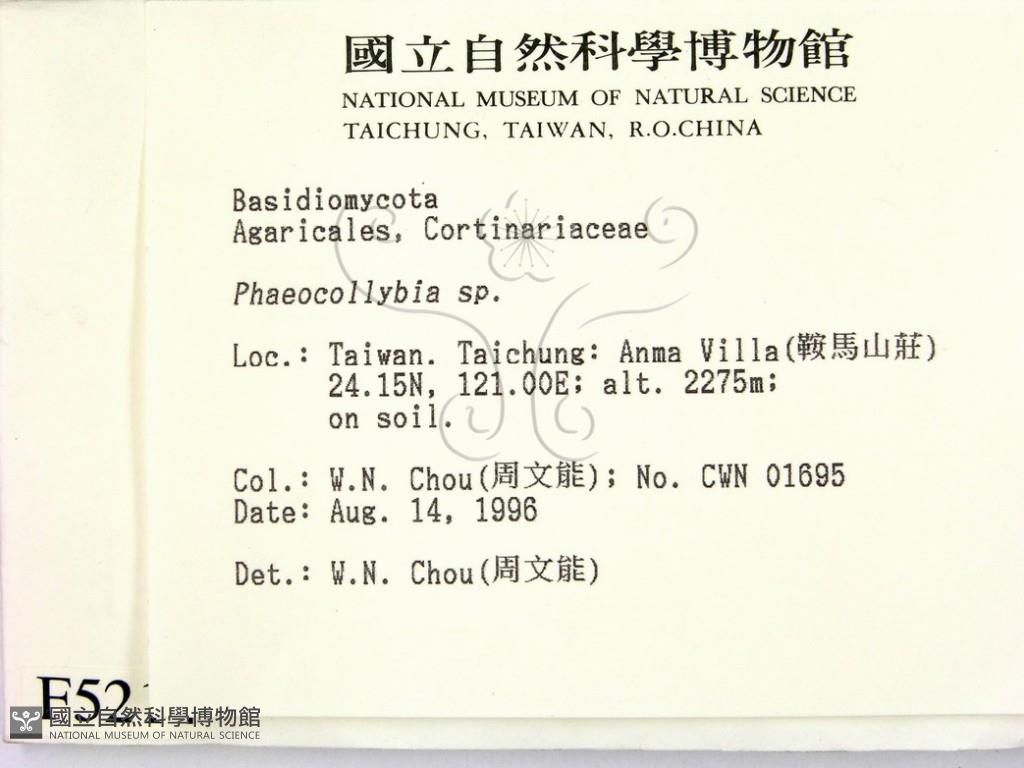 國立自然科學博物館
NATIONAL MUSEUM OF NATURAL SCIENCE
TAICHUNG, TAIWAN, R.O.CHINA
Basidiomycota
Agaricales, Cortinariaceae
Phaeocollybia sp.
Loc.: Taiwan. Taichung: Anma Villa(鞍馬山莊)
24.15N, 121.00E; alt. 2275m;
on soil.
Col.: W.N. Chou(周文能); No. CWN 01695
Date: Aug. 14, 1996
Det.: W.N. Chou(周文能)
國立自然科學博物館
NATIONAL MUSEUM OF NATURAL SCIENCE